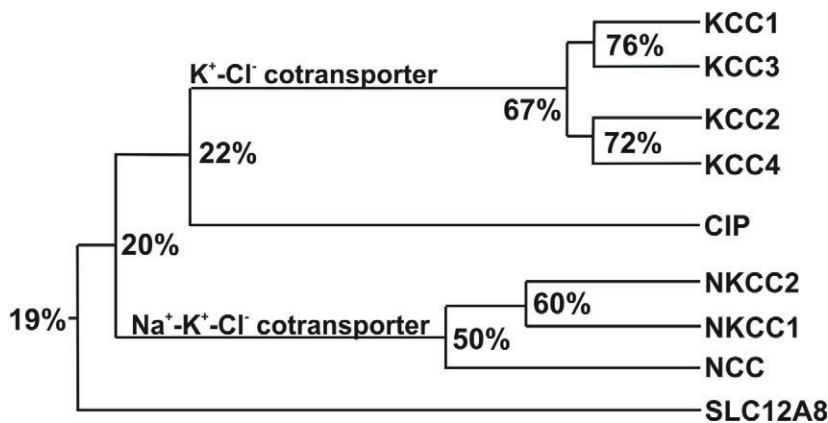 KCC1
76%
K⁺-Cl⁻ cotransporter
KCC3
67%
KCC2
72%
22%
KCC4
CIP
20%
NKCC2
60%
19%
Na⁺-K⁺-Cl⁻ cotransporter
NKCC1
50%
NCC
SLC12A8